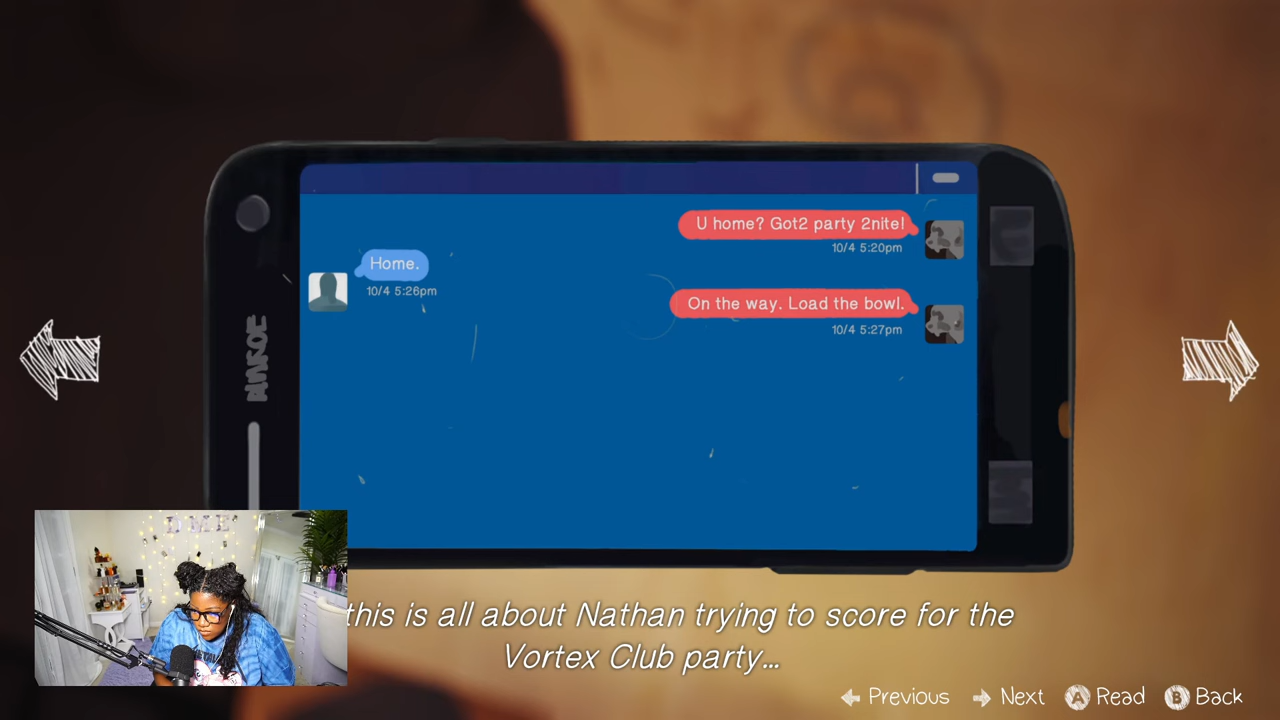 U home? Got2 party 2nite!
10/4 5:20pm
Home.
10/4 5:26pm
On the way. Load the bowl.
10/4 5:27pm
this is all about Nathan trying to score for the
Vortex Club party...
Previous Next A Read B Back